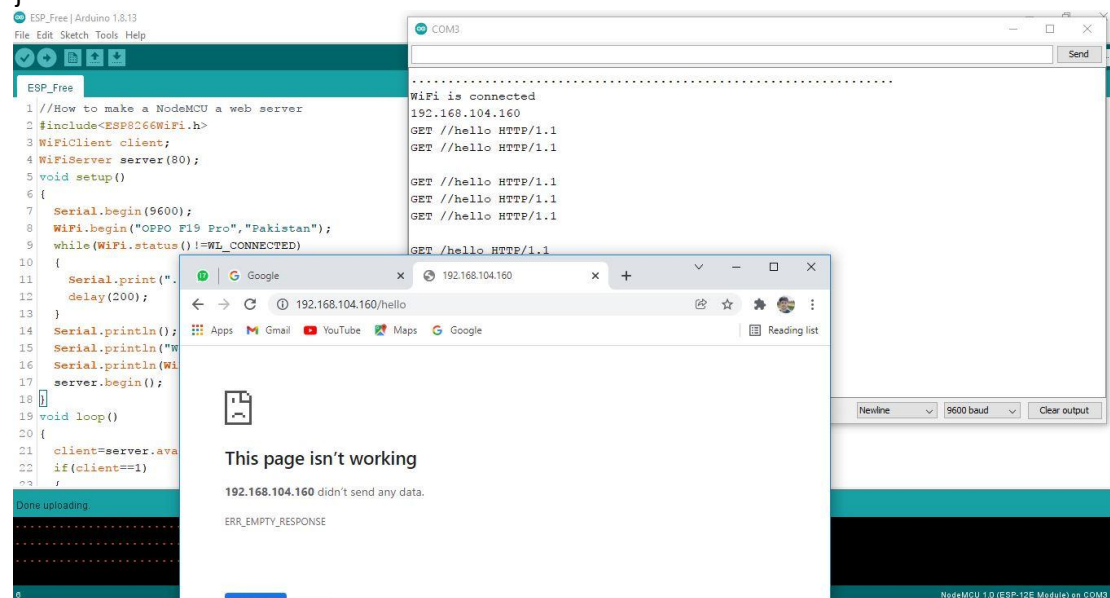 }
ESP_Free | Arduino 1.8.13
File Edit Sketch Tools Help
ESP_Free
1 //How to make a NodeMCU a web server
2 #include<ESP8266WiFi.h>
3 WiFiClient client;
4 WiFiServer server(80);
5 void setup()
6 {
7 Serial.begin(9600);
8 WiFi.begin("OPPO F19 Pro","Pakistan");
9 while(WiFi.status()!=WL_CONNECTED)
10 {
11 Serial.print(".
12 delay(200);
13 }
14 Serial.println();
15 Serial.println("W
16 Serial.println(Wi
17 server.begin();
18 }
19 void loop()
20 {
21 client=server.ava
22 if(client==1)
23 {
Done uploading.
6
NodeMCU 1.0 (ESP-12E Module) on COM3
COM3
Send
WiFi is connected
192.168.104.160
GET //hello HTTP/1.1
GET //hello HTTP/1.1
GET //hello HTTP/1.1
GET //hello HTTP/1.1
GET //hello HTTP/1.1
GET /hello HTTP/1.1
Newline 9600 baud Clear output
Google 192.168.104.160
192.168.104.160/hello
Apps Gmail YouTube Maps Google Reading list
This page isn't working
192.168.104.160 didn't send any data.
ERR_EMPTY_RESPONSE